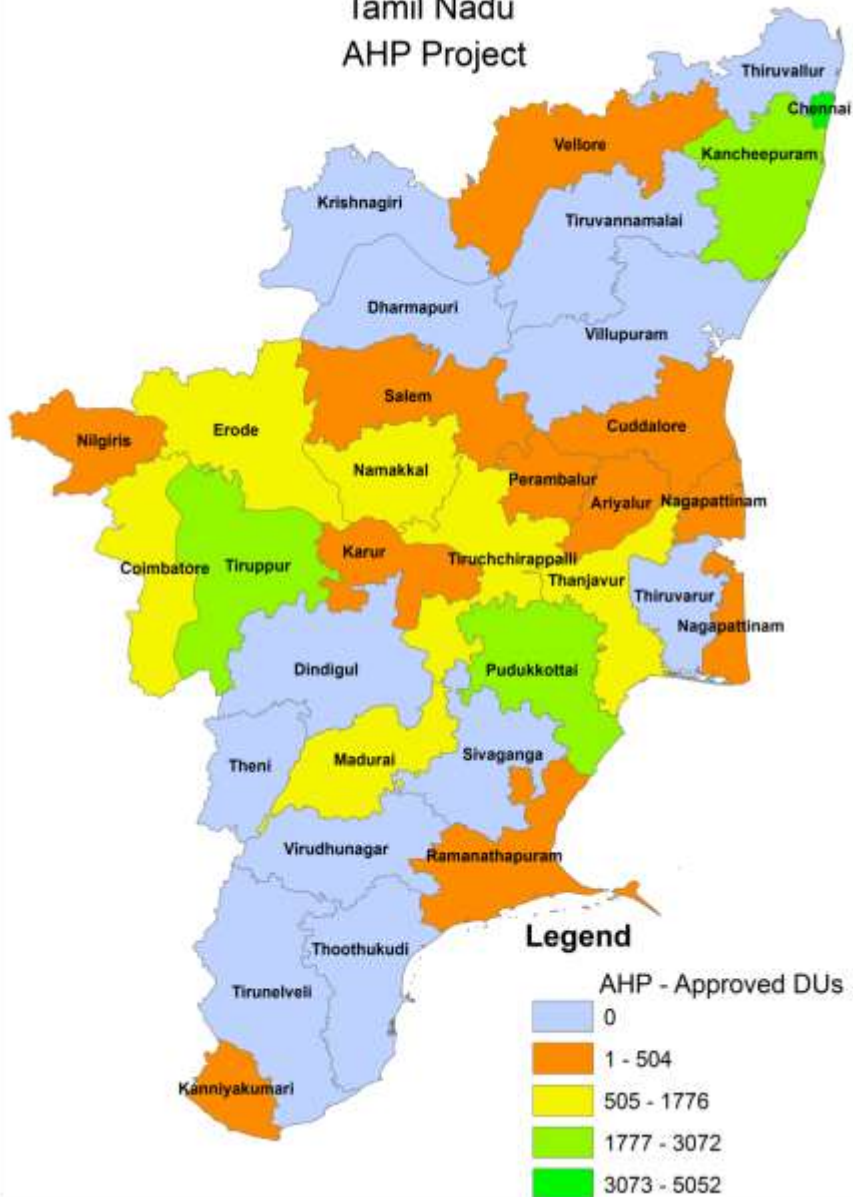 Tamil Nadu
AHP Project
Thiruvallur
Chennai
Vellore
Kancheepuram
Krishnagiri
Tiruvannamalai
Dharmapuri
Villupuram
Salem
Cuddalore
Nilgiris
Erode
Namakkal
Perambalur
Ariyalur
Nagapattinam
Karur
Tiruchchirappalli
Coimbatore
Tiruppur
Thanjavur
Thiruvarur
Nagapattinam
Dindigul
Pudukkottai
Theni
Madurai
Sivaganga
Virudhunagar
Ramanathapuram
Thoothukudi
Tirunelveli
Kanniyakumari
Legend
AHP - Approved DUs
0
1 - 504
505 - 1776
1777 - 3072
3073 - 5052